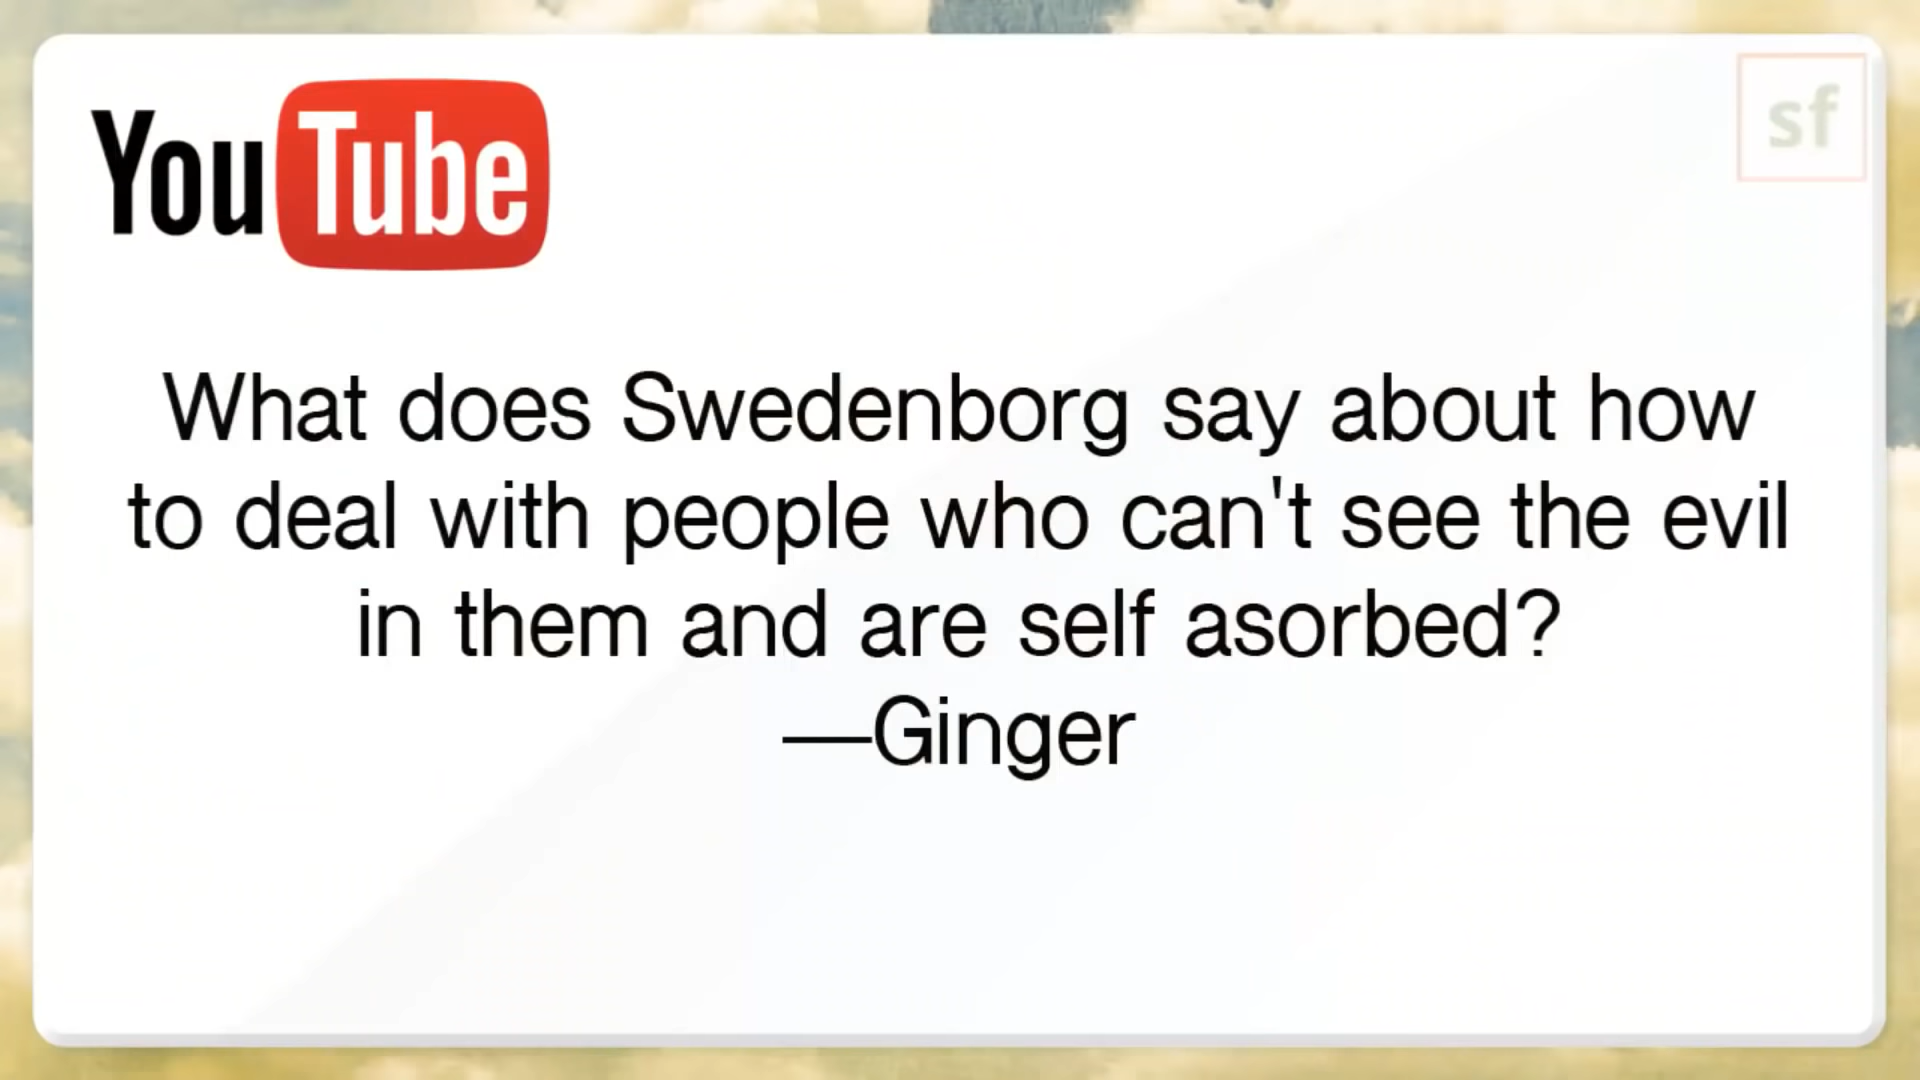 YouTube
sf
What does Swedenborg say about how
to deal with people who can't see the evil
in them and are self asorbed?
—Ginger